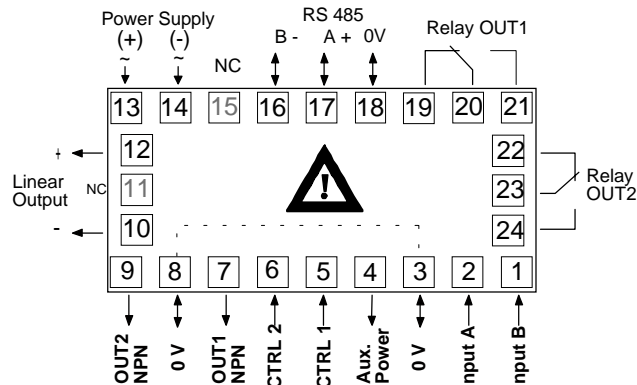 Power Supply
(+) (-)
~ ~
NC
RS 485
B - A + 0V
Relay OUT1
13 14 15 16 17 18 19 20 21
+ 12 22
Linear
Output
NC 11 23
Relay
OUT2
- 10 24
!
9 8 7 6 5 4 3 2 1
OUT2
NPN
0 V
OUT1
NPN
CTRL 2
CTRL 1
Aux.
Power
0 V
nput A
nput B